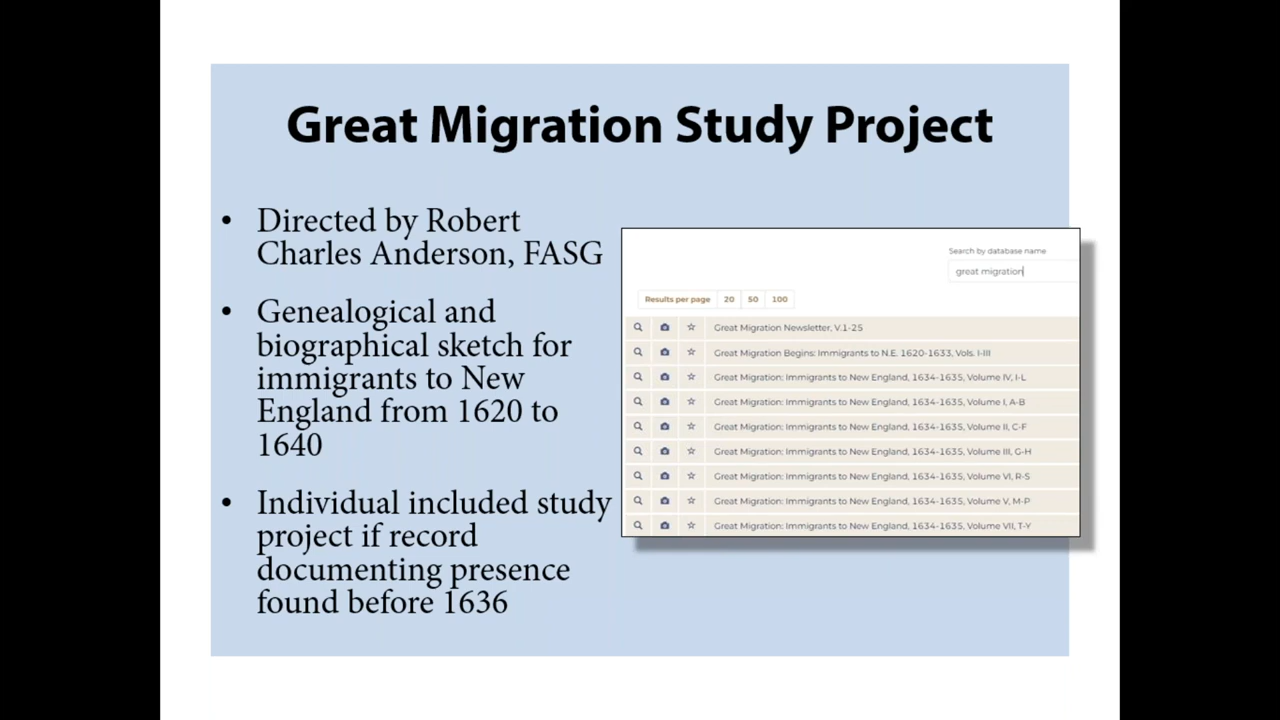 Great Migration Study Project
• Directed by Robert
Charles Anderson, FASG
• Genealogical and
biographical sketch for
immigrants to New
England from 1620 to
1640
• Individual included study
project if record
documenting presence
found before 1636
Search by database name
great migration
Results per page 20 50 100
Great Migration Newsletter, V.1-25
Great Migration Begins: Immigrants to N.E. 1620-1633, Vols. I-III
Great Migration: Immigrants to New England, 1634-1635, Volume IV, I-L
Great Migration: Immigrants to New England, 1634-1635, Volume I, A-B
Great Migration: Immigrants to New England, 1634-1635, Volume II, C-F
Great Migration: Immigrants to New England, 1634-1635, Volume III, G-H
Great Migration: Immigrants to New England, 1634-1635, Volume VI, R-S
Great Migration: Immigrants to New England, 1634-1635, Volume V, M-P
Great Migration: Immigrants to New England, 1634-1635, Volume VII, T-Y